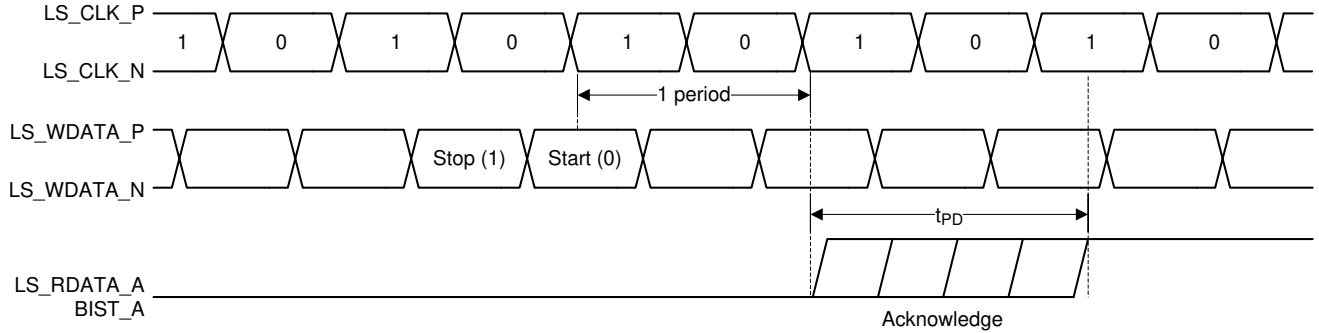 LS_CLK_P
1 0 1 0 1 0 1 0 1 0
LS_CLK_N
1 period
LS_WDATA_P
Stop (1) Start (0)
LS_WDATA_N
tPD
LS_RDATA_A
BIST_A
Acknowledge